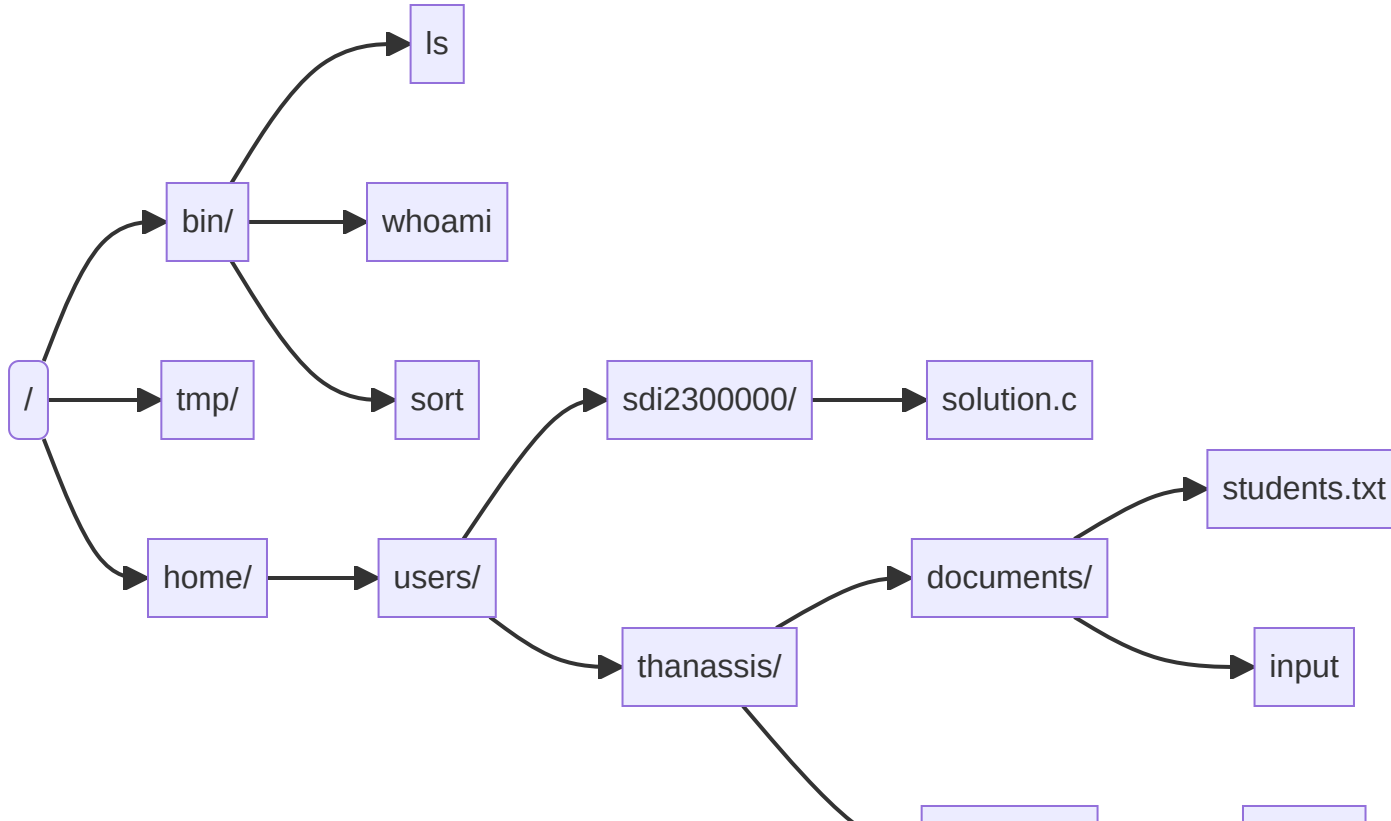 ls
bin/
whoami
/
tmp/
sort
sdi2300000/
solution.c
students.txt
home/
users/
documents/
thanassis/
input